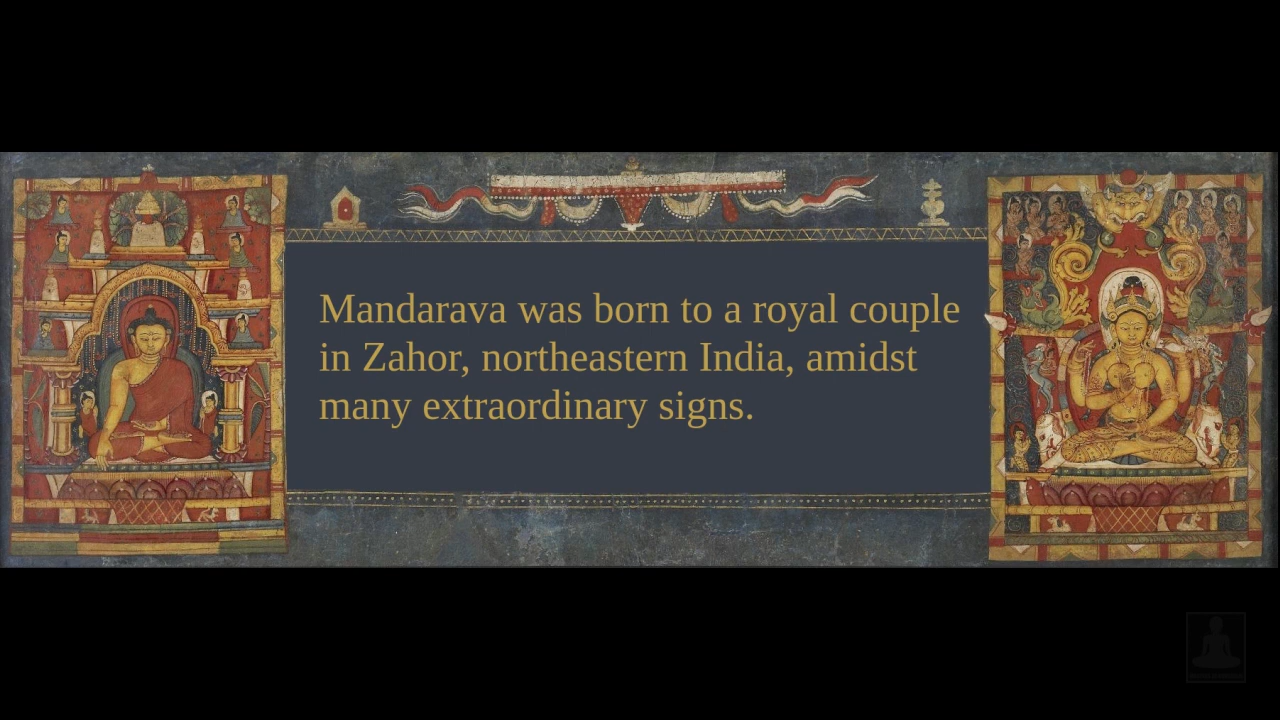 Mandarava was born to a royal couple
in Zahor, northeastern India, amidst
many extraordinary signs.